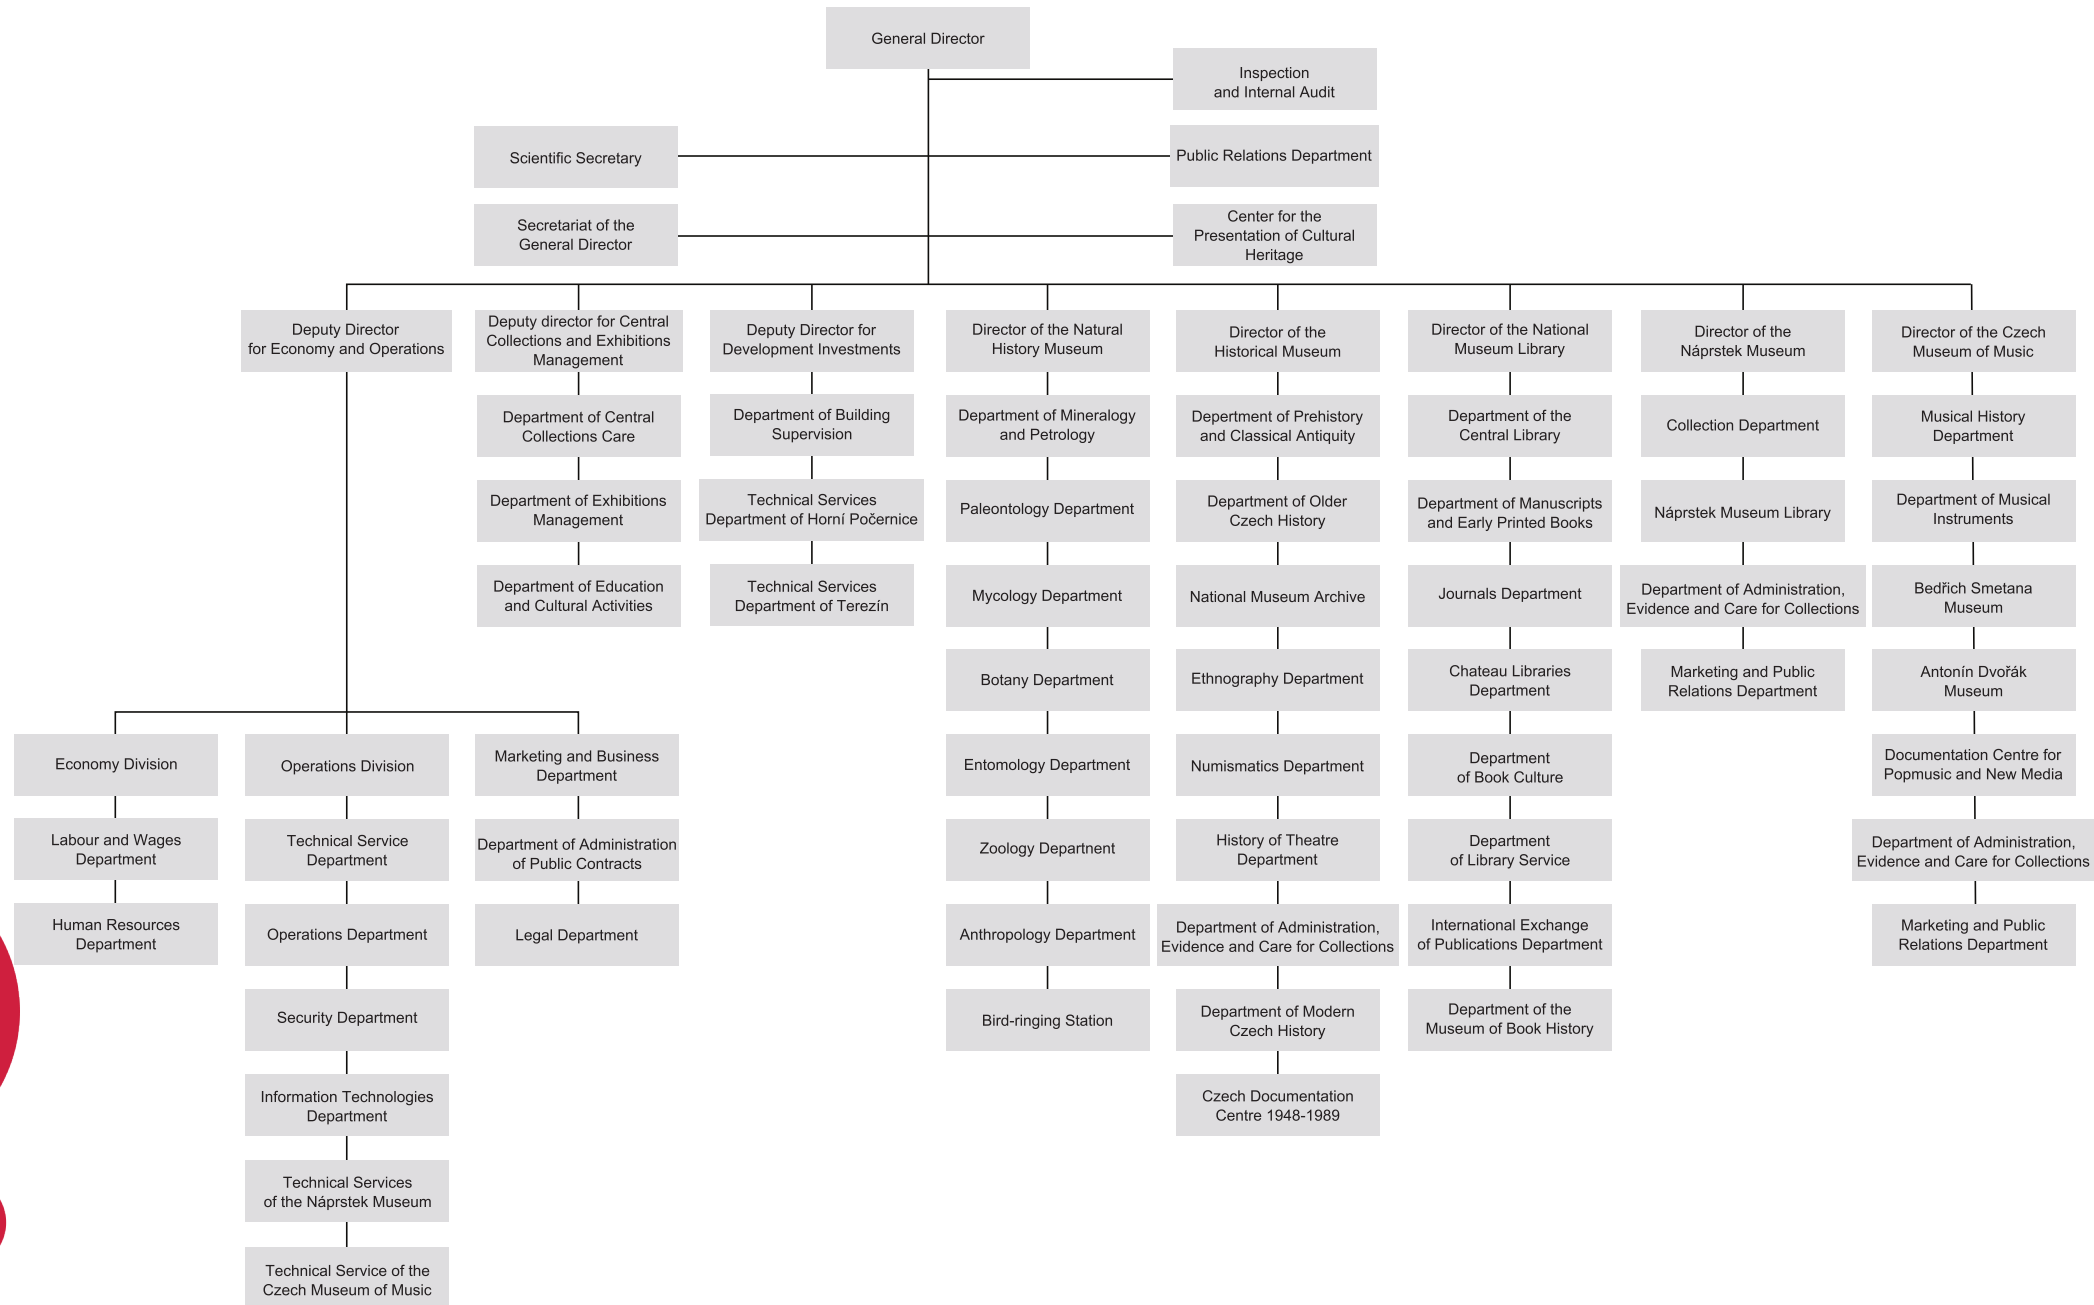 General Director
Inspection
and Internal Audit
Scientific Secretary
Public Relations Department
Secretariat of the
General Director
Center for the
Presentation of Cultural
Heritage
Deputy Director
for Economy and Operations
Deputy director for Central
Collections and Exhibitions
Management
Deputy Director for
Development Investments
Director of the Natural
History Museum
Director of the
Historical Museum
Director of the National
Museum Library
Director of the
Náprstek Museum
Director of the Czech
Museum of Music
Department of Central
Collections Care
Department of Building
Supervision
Department of Mineralogy
and Petrology
Depertment of Prehistory
and Classical Antiquity
Department of the
Central Library
Collection Department
Musical History
Department
Department of Exhibitions
Management
Technical Services
Department of Horní Počernice
Paleontology Department
Department of Older
Czech History
Department of Manuscripts
and Early Printed Books
Náprstek Museum Library
Department of Musical
Instruments
Department of Education
and Cultural Activities
Technical Services
Department of Terezín
Mycology Department
National Museum Archive
Journals Department
Department of Administration,
Evidence and Care for Collections
Bedřich Smetana
Museum
Botany Department
Ethnography Department
Chateau Libraries
Department
Marketing and Public
Relations Department
Antonín Dvořák
Museum
Economy Division
Operations Division
Marketing and Business
Department
Entomology Department
Numismatics Department
Department
of Book Culture
Documentation Centre for
Popmusic and New Media
Labour and Wages
Department
Technical Service
Department
Department of Administration
of Public Contracts
Zoology Departnent
History of Theatre
Department
Department
of Library Service
Department of Administration,
Evidence and Care for Collections
Human Resources
Department
Operations Department
Legal Department
Anthropology Department
Department of Administration,
Evidence and Care for Collections
International Exchange
of Publications Department
Marketing and Public
Relations Department
Security Department
Bird-ringing Station
Department of Modern
Czech History
Department of the
Museum of Book History
Information Technologies
Department
Czech Documentation
Centre 1948-1989
Technical Services
of the Náprstek Museum
Technical Service of the
Czech Museum of Music